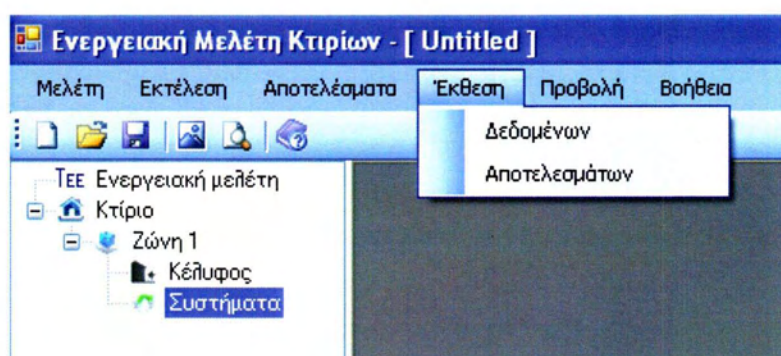 Ενεργειακή Μελέτη Κτιρίων - [ Untitled ]
Μελέτη Εκτέλεση Αποτελέσματα Έκθεση Προβολή Βοήθεια
Δεδομένων
Αποτελεσμάτων
TEE Ενεργειακή μελέτη
Κτίριο
Ζώνη 1
Κέλυφος
Συστήματα